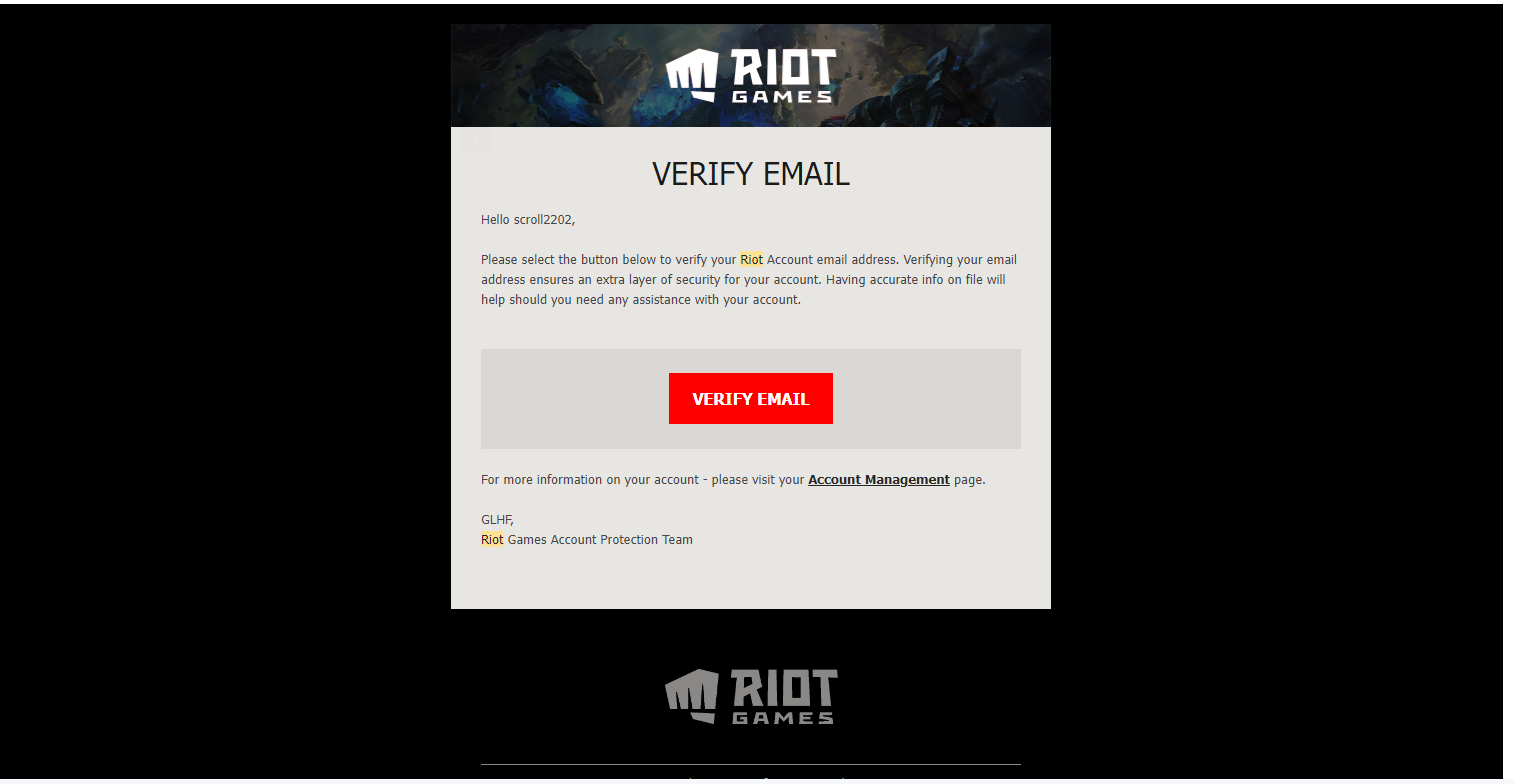 RIOT
GAMES
VERIFY EMAIL
Hello scroll2202,
Please select the button below to verify your Riot Account email address. Verifying your email
address ensures an extra layer of security for your account. Having accurate info on file will
help should you need any assistance with your account.
VERIFY EMAIL
For more information on your account - please visit your Account Management page.
GLHF,
Riot Games Account Protection Team
RIOT
GAMES